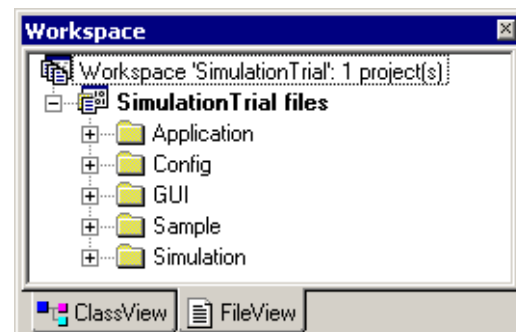 Workspace
Workspace 'SimulationTrial': 1 project(s)
SimulationTrial files
Application
Config
GUI
Sample
Simulation
ClassView FileView